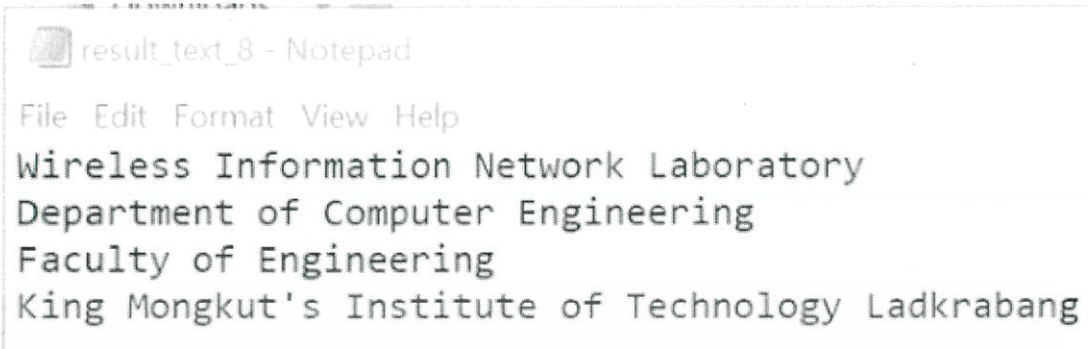 result_text_8 - Notepad
File Edit Format View Help
Wireless Information Network Laboratory
Department of Computer Engineering
Faculty of Engineering
King Mongkut's Institute of Technology Ladkrabang